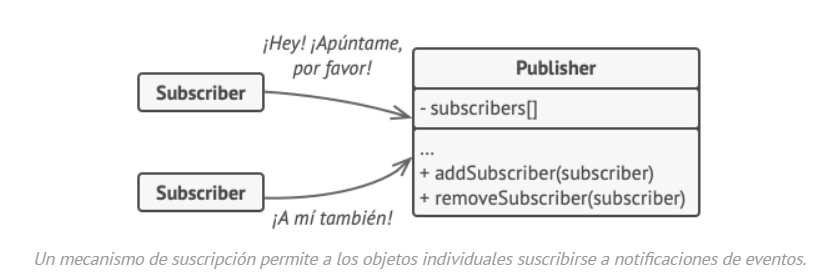 ¡Hey! ¡Apúntame,
por favor!
Subscriber
Publisher
- subscribers[]
...
+ addSubscriber(subscriber)
+ removeSubscriber(subscriber)
Subscriber
¡A mí también!
Un mecanismo de suscripción permite a los objetos individuales suscribirse a notificaciones de eventos.